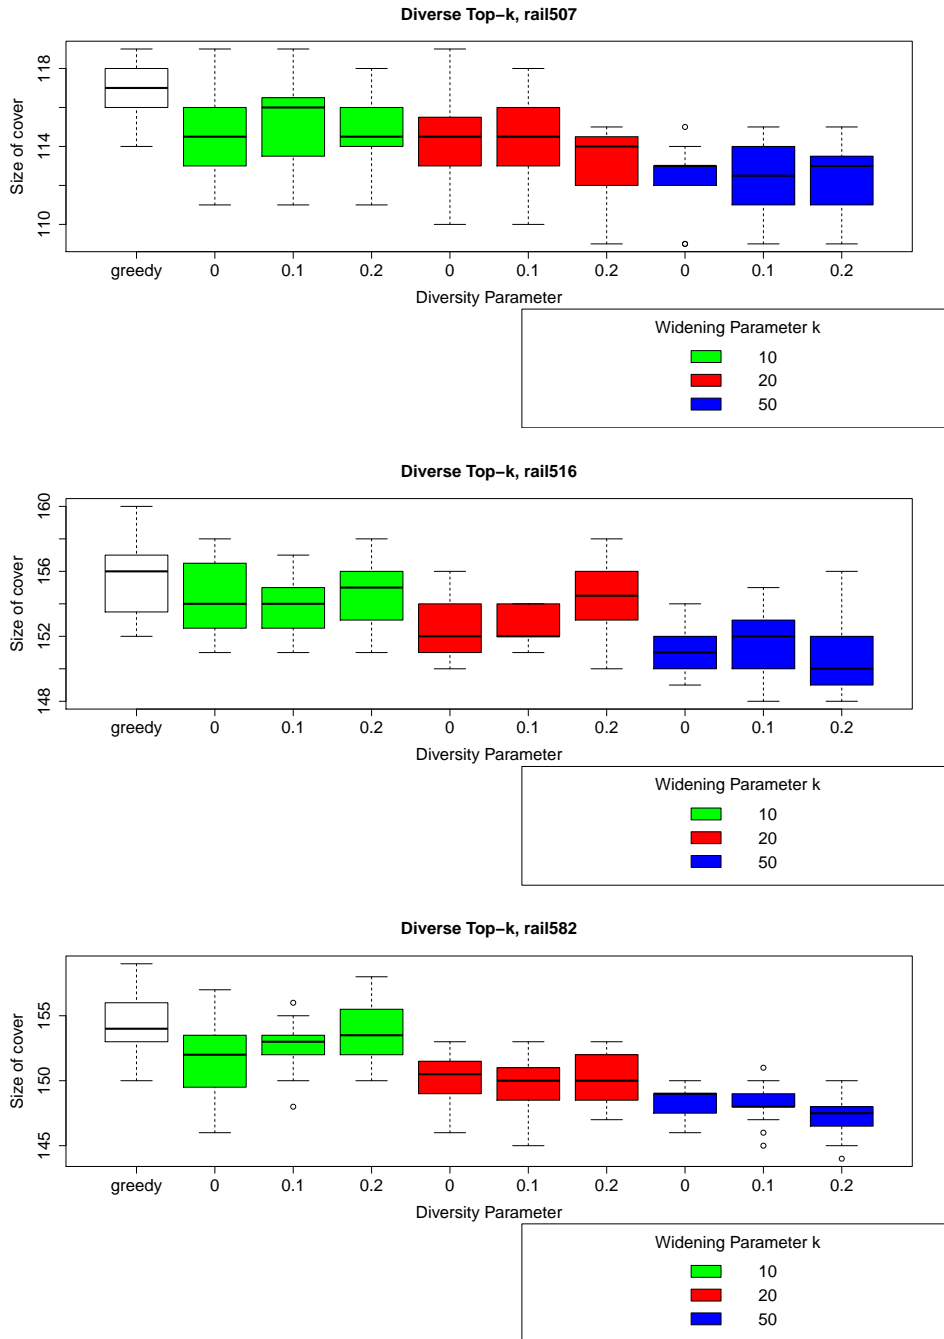 Diverse Top−k, rail507
Size of cover
118
114
110
greedy 0 0.1 0.2 0 0.1 0.2 0 0.1 0.2
Diversity Parameter
Widening Parameter k
10
20
50
Diverse Top−k, rail516
Size of cover
160
156
152
148
greedy 0 0.1 0.2 0 0.1 0.2 0 0.1 0.2
Diversity Parameter
Widening Parameter k
10
20
50
Diverse Top−k, rail582
Size of cover
155
150
145
greedy 0 0.1 0.2 0 0.1 0.2 0 0.1 0.2
Diversity Parameter
Widening Parameter k
10
20
50